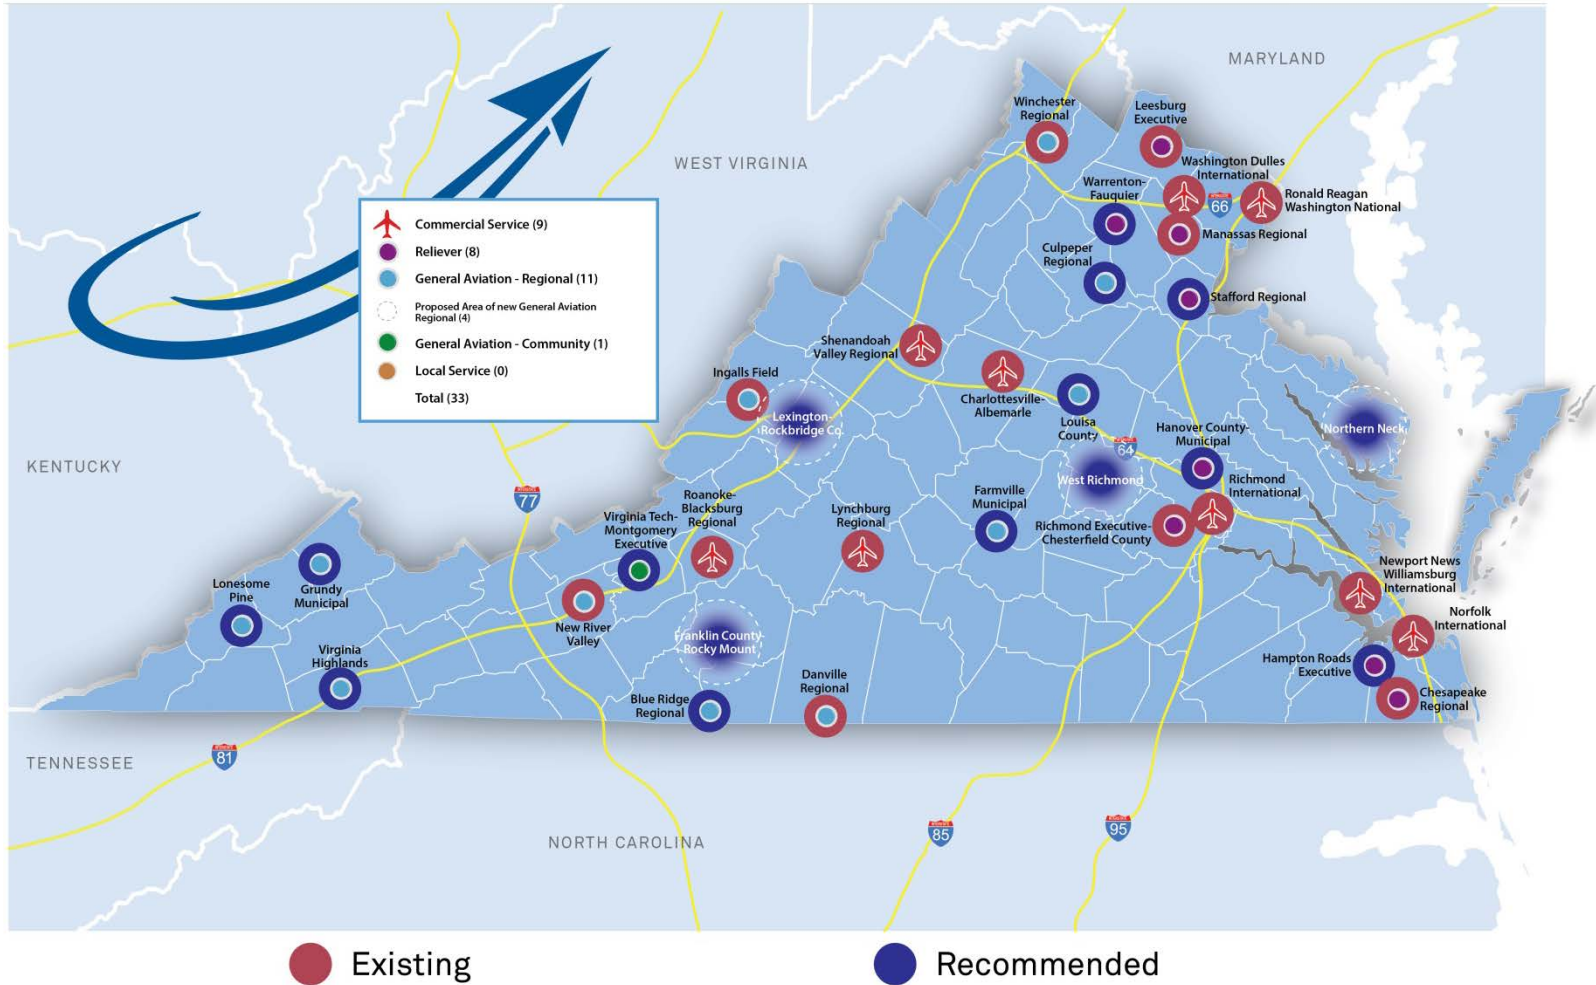 MARYLAND
WEST VIRGINIA
KENTUCKY
TENNESSEE
NORTH CAROLINA
Commercial Service (9)
Reliever (8)
General Aviation - Regional (11)
Proposed Area of new General Aviation
Regional (4)
General Aviation - Community (1)
Local Service (0)
Total (33)
Winchester
Regional
Leesburg
Executive
Washington Dulles
International
Warrenton-
Fauquier
66
Ronald Reagan
Washington National
Manassas Regional
Culpeper
Regional
Stafford Regional
Shenandoah
Valley Regional
Ingalls Field
Lexington-
Rockbridge Co.
Charlottesville-
Albemarle
Louisa
County
Hanover County-
Municipal
64
Northern Neck
West Richmond
Richmond
International
77
Roanoke-
Blacksburg
Regional
Virginia Tech-
Montgomery
Executive
Lynchburg
Regional
Farmville
Municipal
Richmond Executive-
Chesterfield County
Lonesome
Pine
Grundy
Municipal
New River
Valley
Newport News
Williamsburg
International
Norfolk
International
Franklin County-
Rocky Mount
Virginia
Highlands
Blue Ridge
Regional
Danville
Regional
Hampton Roads
Executive
Chesapeake
Regional
81
85
95
Existing
Recommended